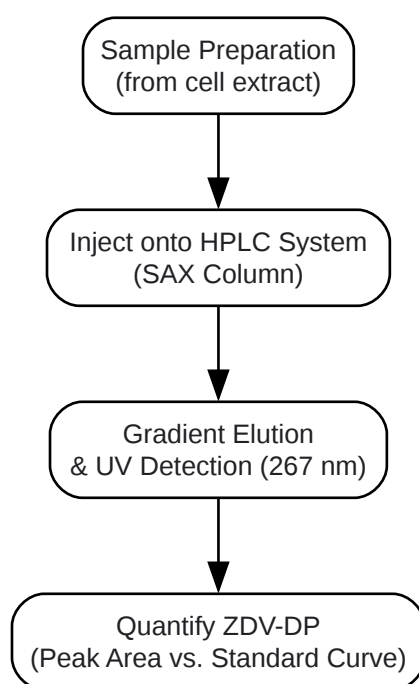 Sample Preparation
(from cell extract)
Inject onto HPLC System
(SAX Column)
Gradient Elution
& UV Detection (267 nm)
Quantify ZDV-DP
(Peak Area vs. Standard Curve)